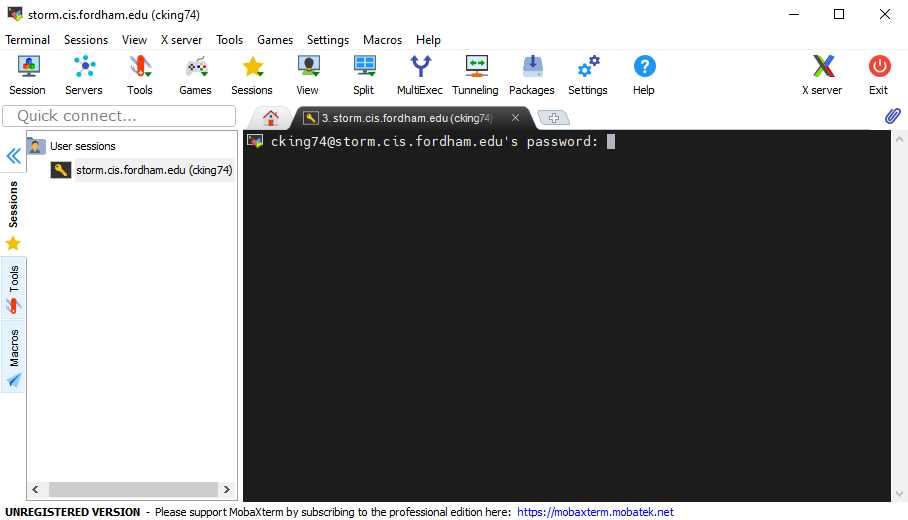 storm.cis.fordham.edu (cking74)
Terminal Sessions View X server Tools Games Settings Macros Help
Session Servers Tools Games Sessions View Split MultiExec Tunneling Packages Settings Help X server Exit
Quick connect...
3. storm.cis.fordham.edu (cking74)
User sessions
storm.cis.fordham.edu (cking74)
Sessions
Tools
Macros
cking74@storm.cis.fordham.edu's password:
UNREGISTERED VERSION - Please support MobaXterm by subscribing to the professional edition here: https://mobaxterm.mobatek.net